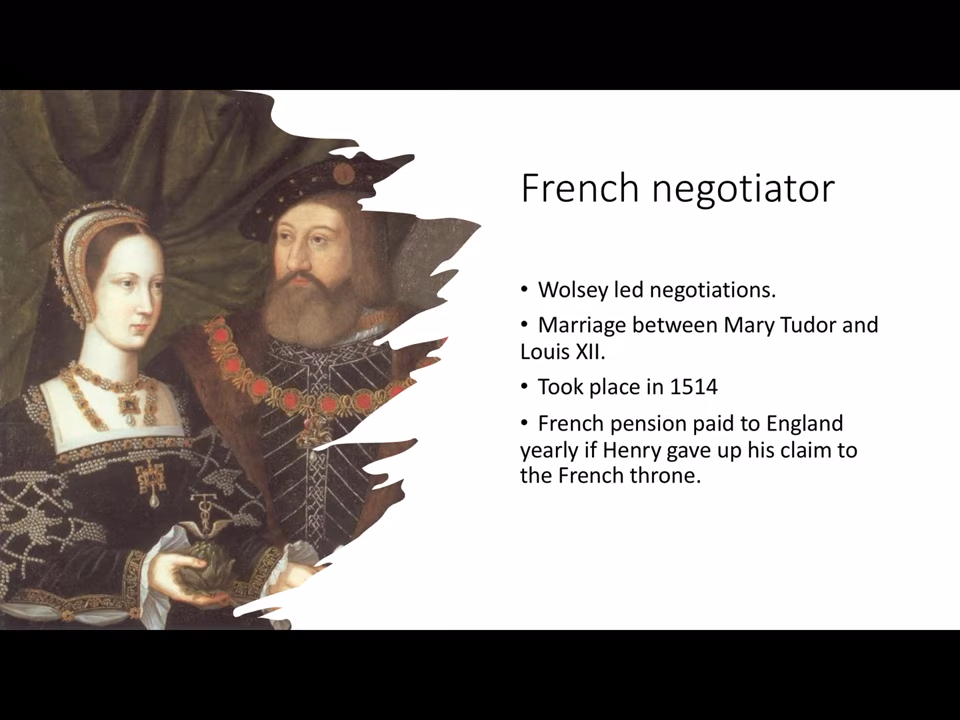 French negotiator
• Wolsey led negotiations.
• Marriage between Mary Tudor and
Louis XII.
• Took place in 1514
• French pension paid to England
yearly if Henry gave up his claim to
the French throne.